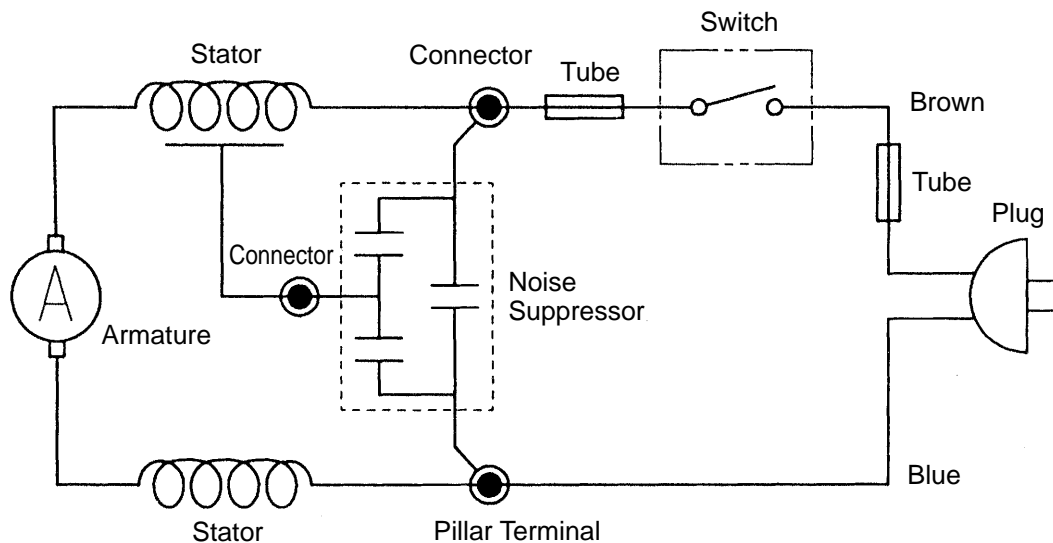 Switch
Stator
Connector
Tube
Brown
Tube
Plug
Connector
Noise
Suppressor
A
Armature
Blue
Stator
Pillar Terminal